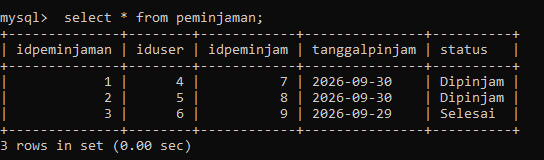 mysql>  select * from peminjaman;
+--------------+--------+------------+---------------+----------+
| idpeminjaman | iduser | idpeminjam | tanggalpinjam | status   |
+--------------+--------+------------+---------------+----------+
|            1 |      4 |          7 | 2026-09-30    | Dipinjam |
|            2 |      5 |          8 | 2026-09-30    | Dipinjam |
|            3 |      6 |          9 | 2026-09-29    | Selesai  |
+--------------+--------+------------+---------------+----------+
3 rows in set (0.00 sec)